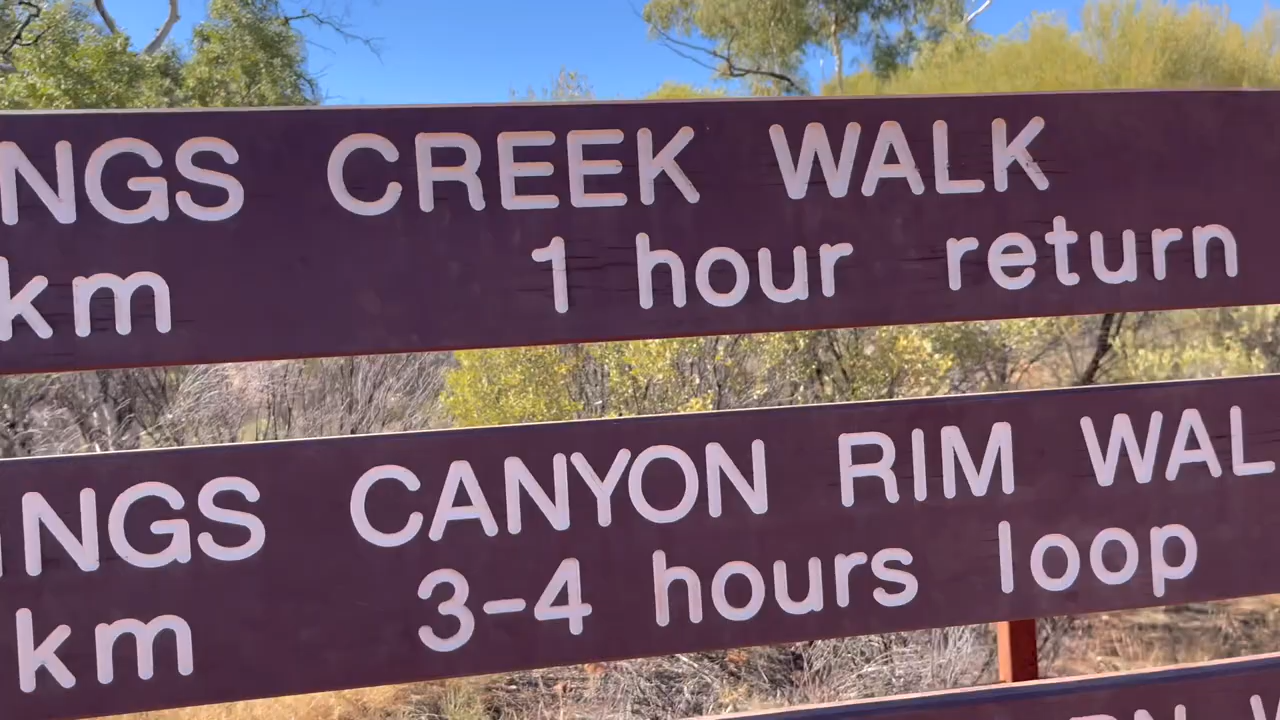 NGS CREEK WALK
km 1 hour return
NGS CANYON RIM WAL
km 3-4 hours loop